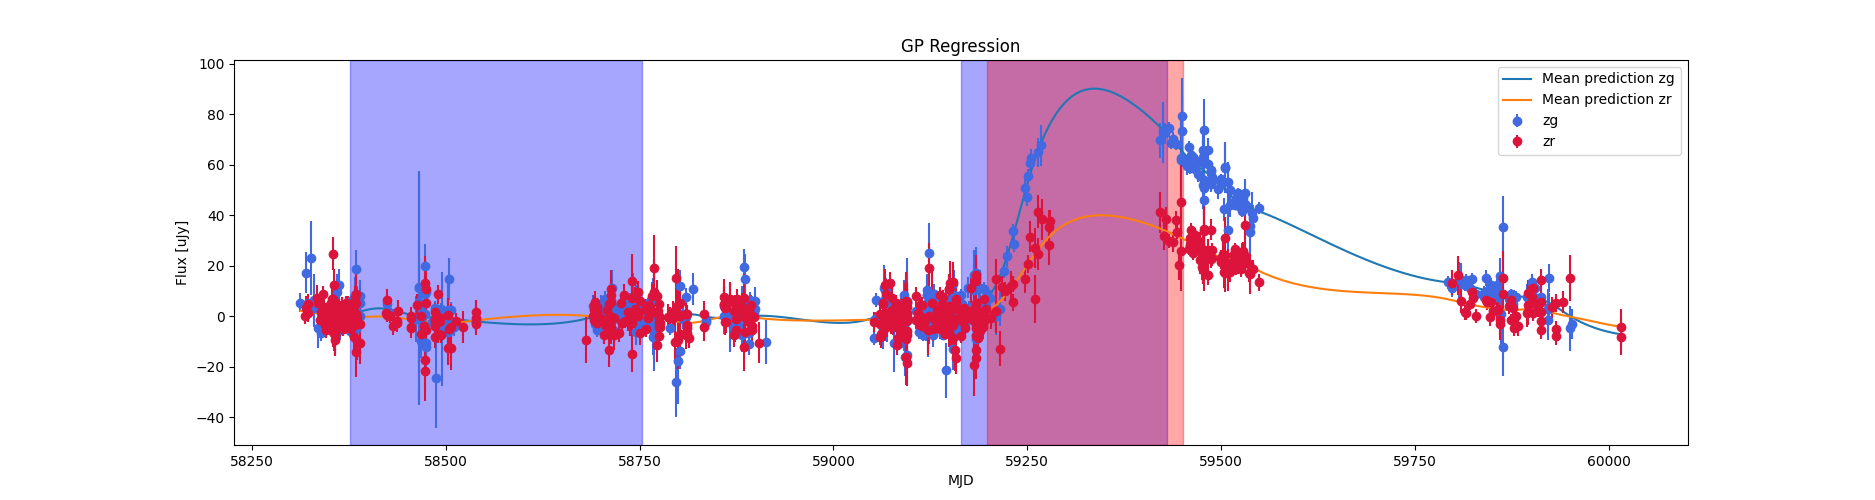 GP Regression
100
80
60
40
20
0
−20
−40
Flux [uJy]
Mean prediction zg
Mean prediction zr
zg
zr
58250 58500 58750 59000 59250 59500 59750 60000
MJD